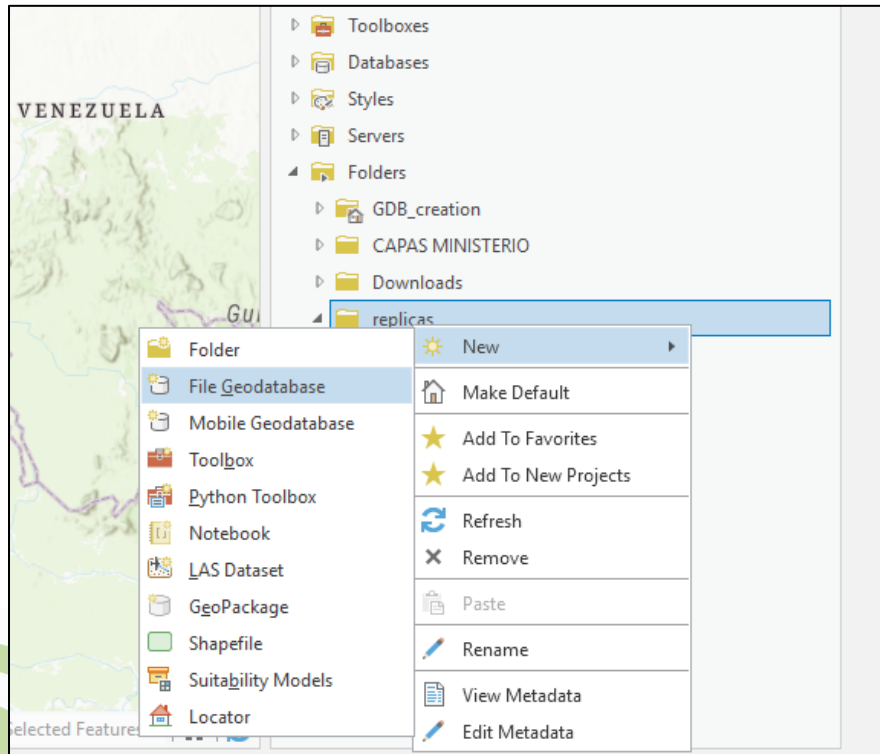 Toolboxes
Databases
VENEZUELA
Styles
Servers
Folders
GDB_creation
CAPAS MINISTERIO
Downloads
replicas
Folder
File Geodatabase
Mobile Geodatabase
Toolbox
Python Toolbox
Notebook
LAS Dataset
GeoPackage
Shapefile
Suitability Models
Locator
New
Make Default
Add To Favorites
Add To New Projects
Refresh
Remove
Paste
Rename
View Metadata
Edit Metadata